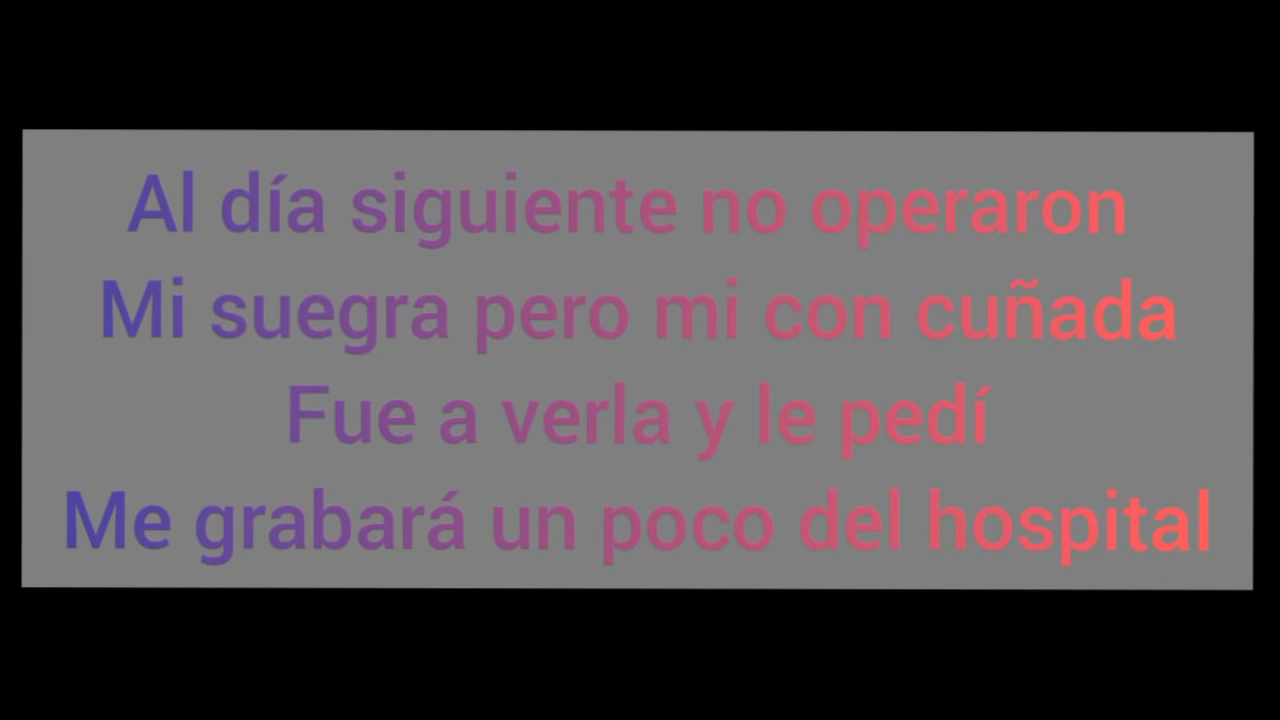 Al día siguiente no operaron
Mi suegra pero mi con cuñada
Fue a verla y le pedí
Me grabará un poco del hospital